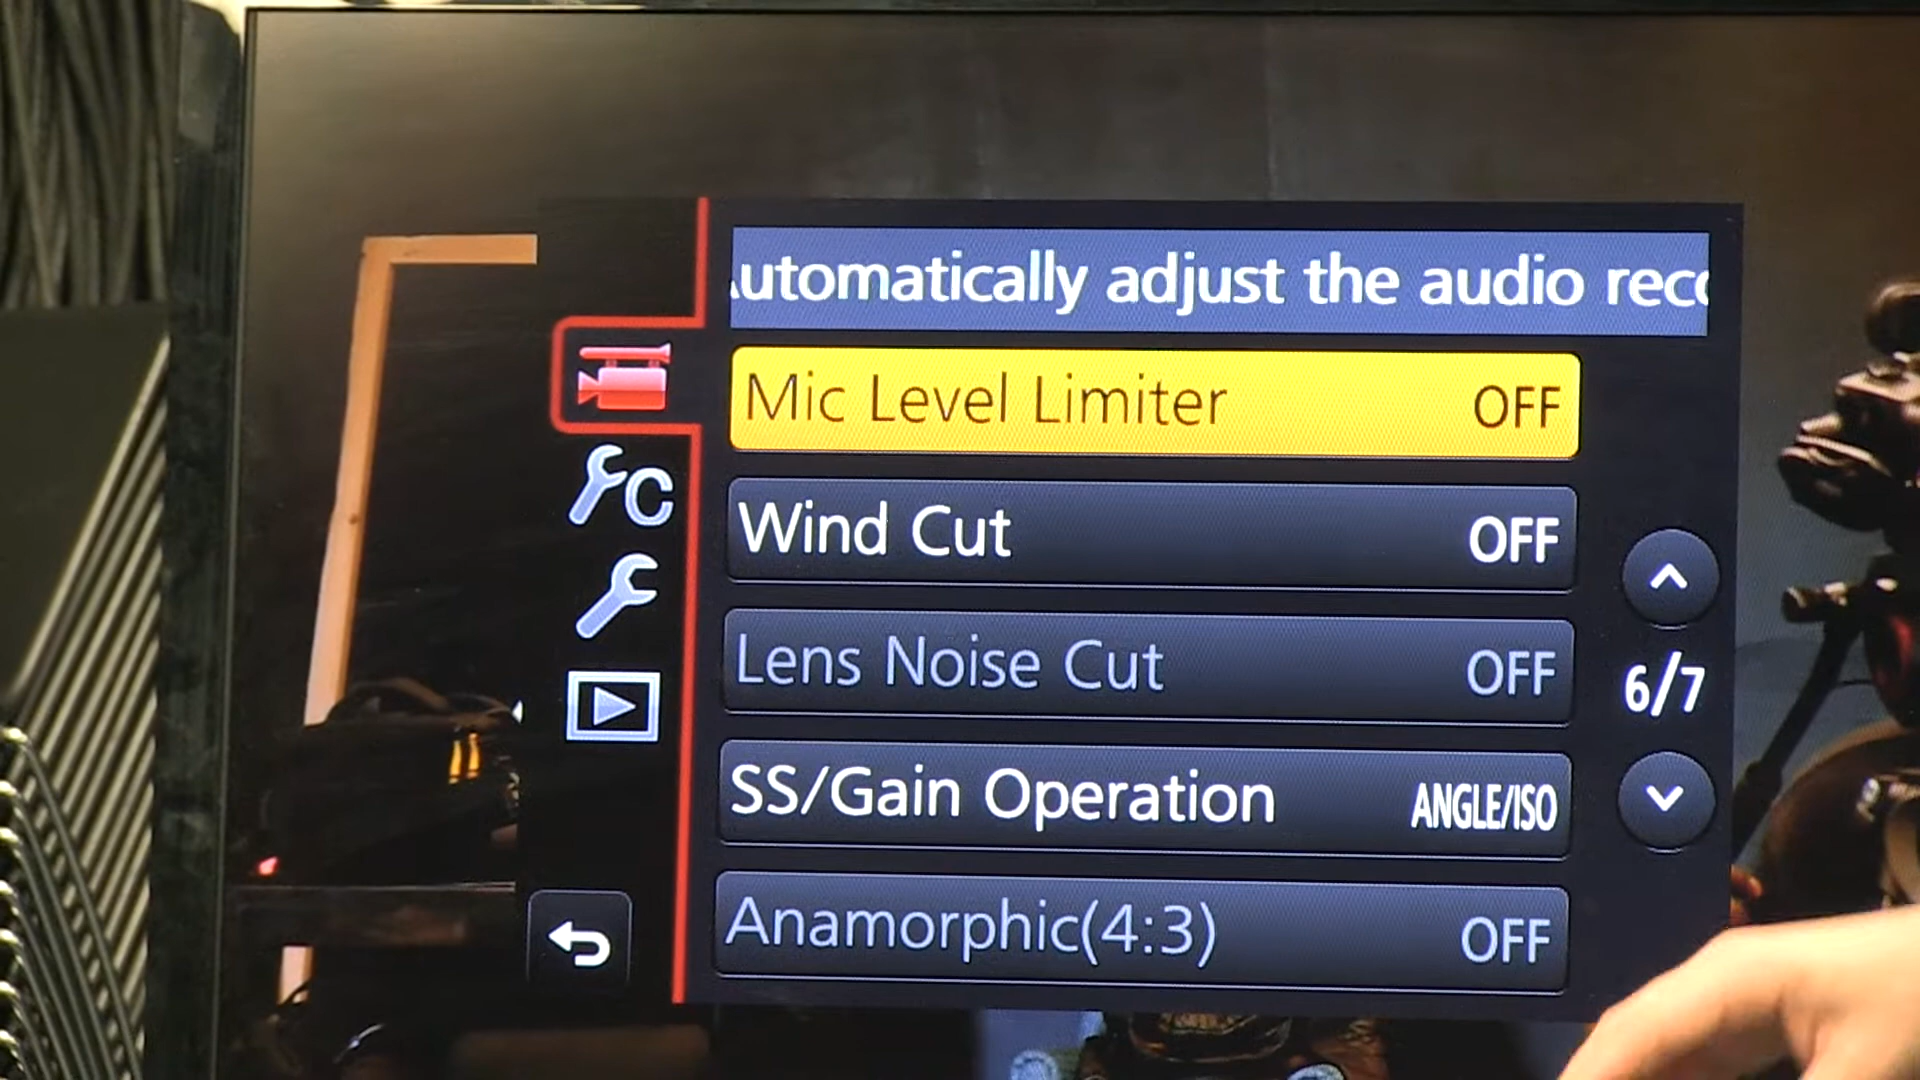 utomatically adjust the audio
Mic Level Limiter OFF
Wind Cut OFF
Lens Noise Cut OFF
SS/Gain Operation ANGLE/ISO
Anamorphic(4:3) OFF
C
6/7